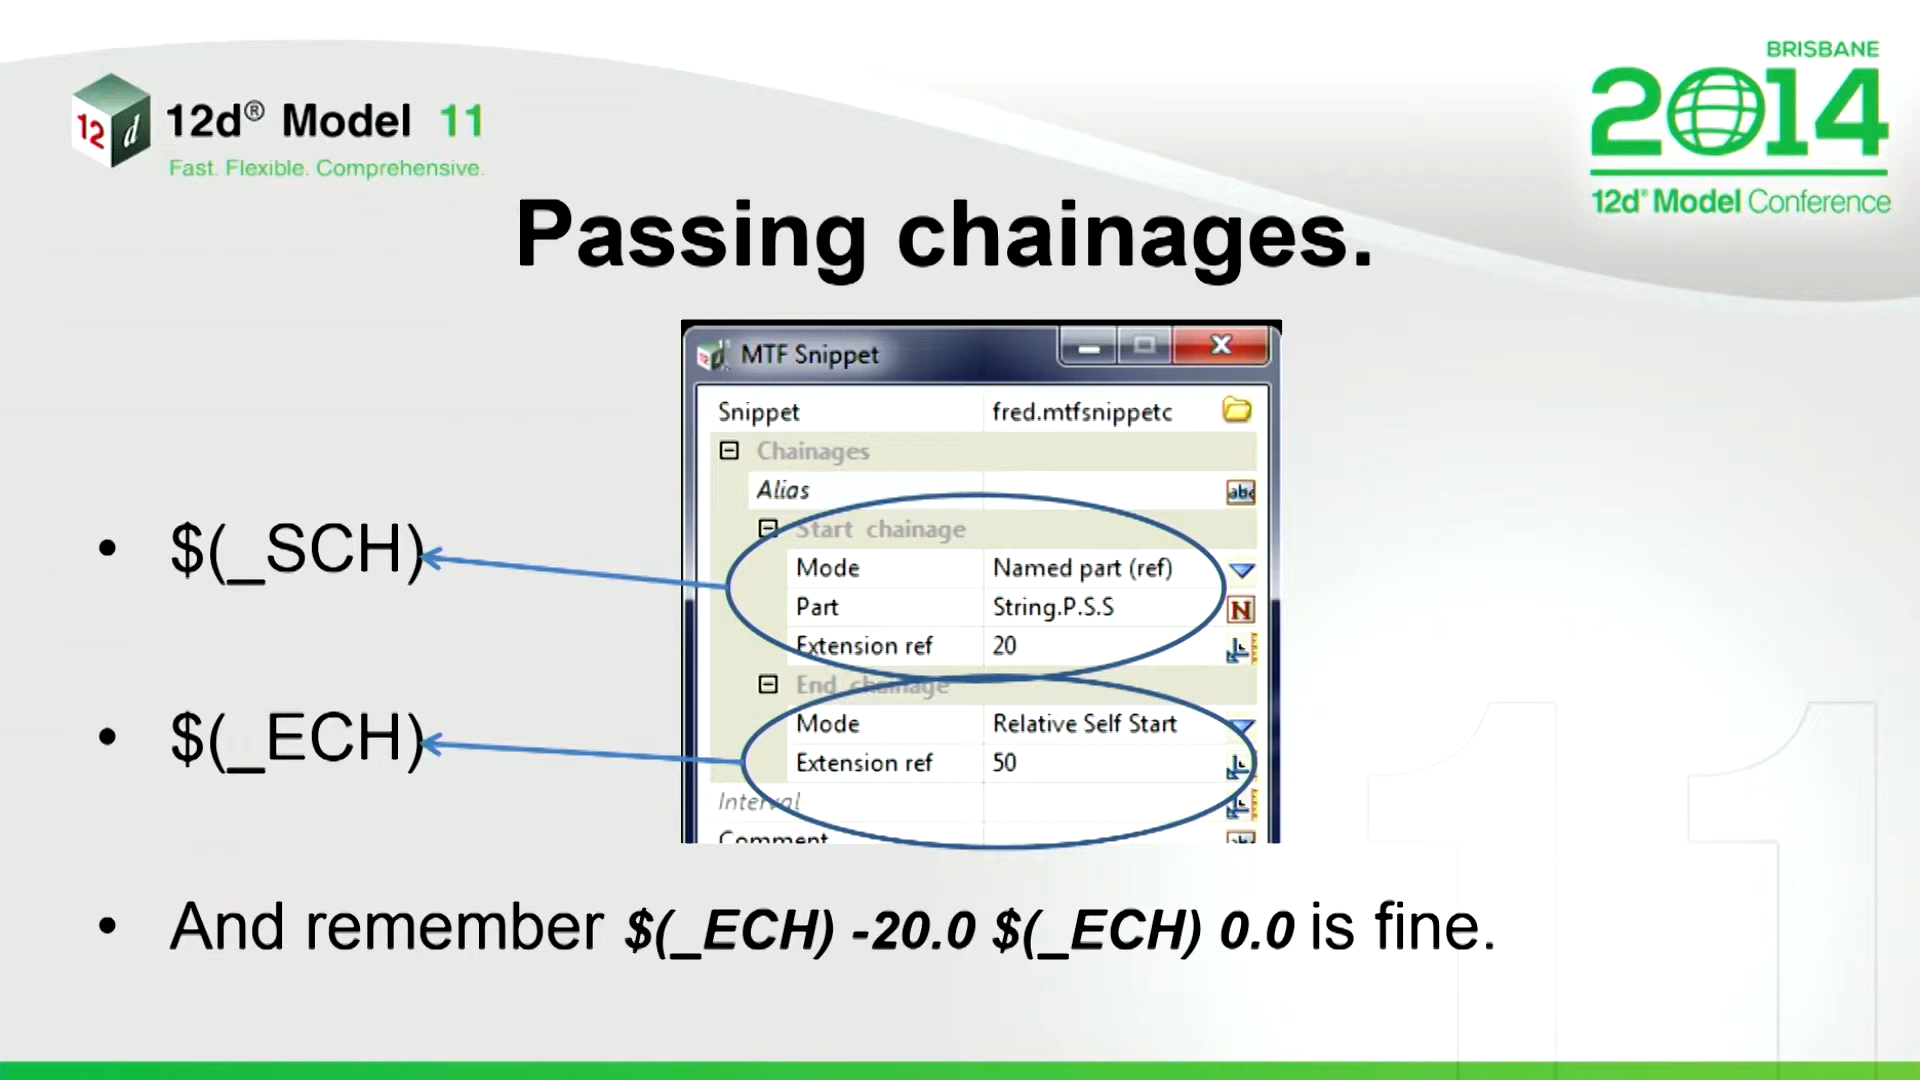 BRISBANE
2014
12d® Model Conference
12d
12d® Model 11
Fast. Flexible. Comprehensive.
Passing chainages.
MTF Snippet
Snippet fred.mtfsnippetc
Chainages
Alias
Start chainage
Mode Named part (ref)
Part String.P.S.S
Extension ref 20
End chainage
Mode Relative Self Start
Extension ref 50
Interval
Comment
• $(_SCH)
• $(_ECH)
• And remember $(_ECH) -20.0 $(_ECH) 0.0 is fine.
11